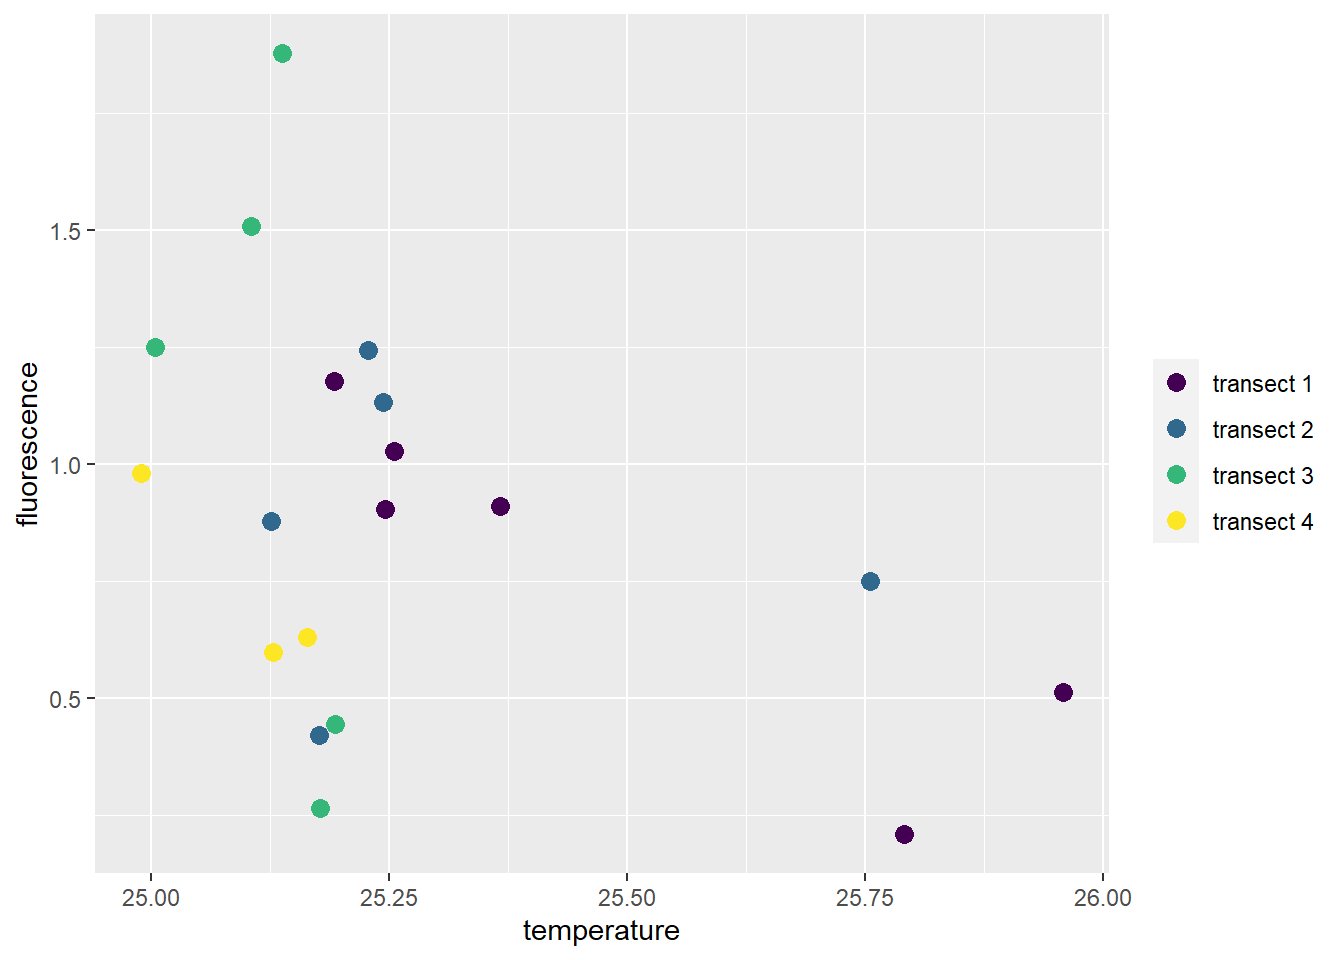 fluorescence
1.5
1.0
0.5
25.00 25.25 25.50 25.75 26.00
temperature
transect 1
transect 2
transect 3
transect 4